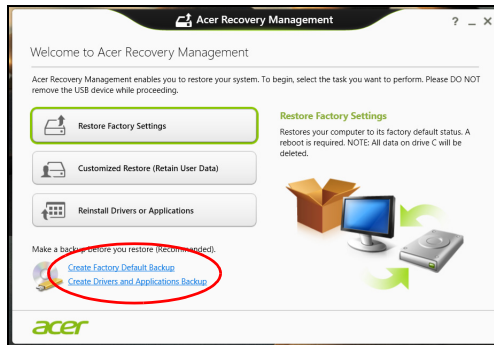 Acer Recovery Management
Welcome to Acer Recovery Management
Acer Recovery Management enables you to restore your system. To begin, select the task you want to perform. Please DO NOT
remove the USB device while proceeding.
Restore Factory Settings
Customized Restore (Retain User Data)
Reinstall Drivers or Applications
Restore Factory Settings
Restores your computer to its factory default status. A
reboot is required. NOTE: All data on drive C will be
deleted.
Make a backup before you restore (Recommended).
Create Factory Default Backup
Create Drivers and Applications Backup
acer